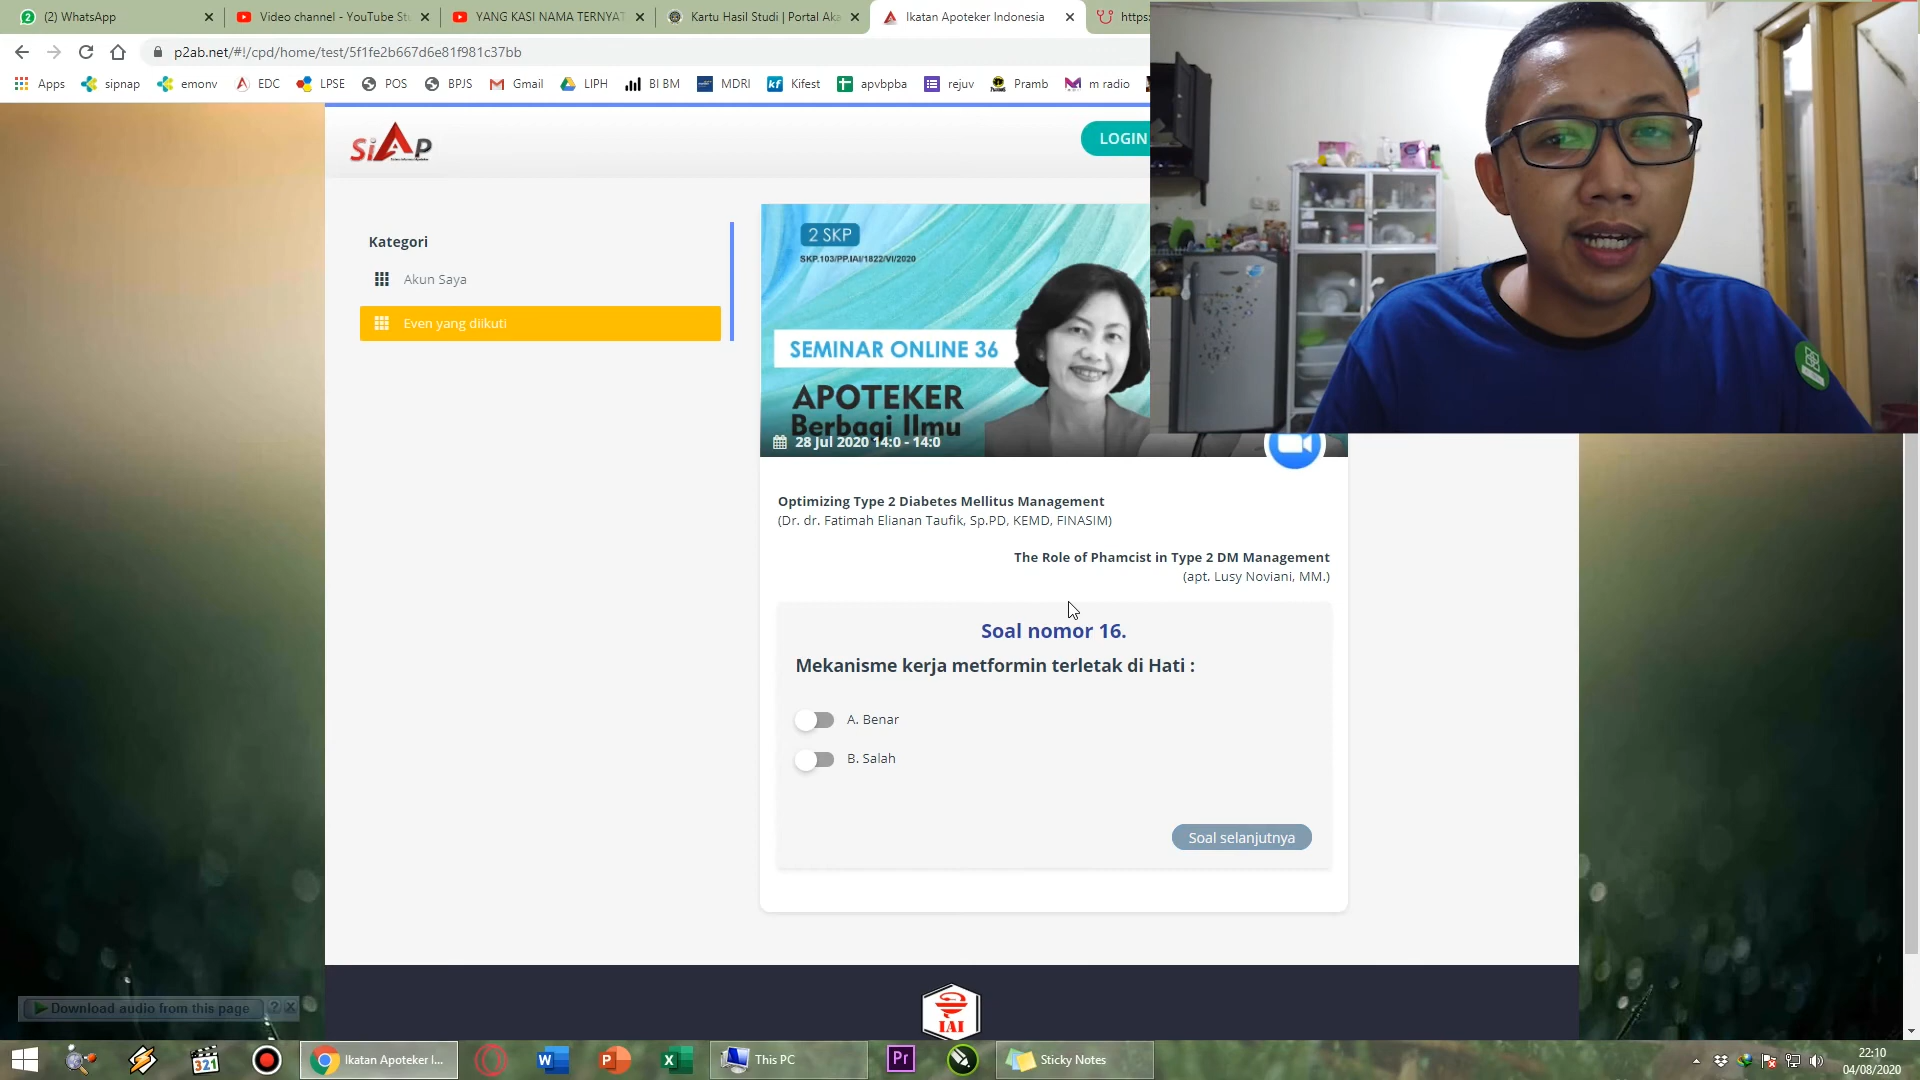 (2) WhatsApp
Video channel - YouTube St
YANG KASI NAMA TERNYAT
Kartu Hasil Studi | Portal Aka
Ikatan Apoteker Indonesia
https:
p2ab.net/#!/cpd/home/test/5f1fe2b667d6e81f981c37bb
Apps sipnap emonv EDC LPSE POS BPJS Gmail LIPH BI BM MDRI Kifest apvbpba rejuv Pramb m radio
SiAP
LOGIN
Kategori
Akun Saya
Even yang diikuti
2 SKP
SKP.103/PP.IAI/1822/VI/2020
SEMINAR ONLINE 36
APOTEKER
Berbagi Ilmu
28 Jul 2020 14:0 - 14:0
Optimizing Type 2 Diabetes Mellitus Management
(Dr. dr. Fatimah Elianan Taufik, Sp.PD, KEMD, FINASIM)
The Role of Phamcist in Type 2 DM Management
(apt. Lusy Noviani, MM.)
Soal nomor 16.
Mekanisme kerja metformin terletak di Hati :
A. Benar
B. Salah
Soal selanjutnya
Download audio from this page ? X
IAI
321
Ikatan Apoteker I...
This PC
Pr
Sticky Notes
22:10
04/08/2020